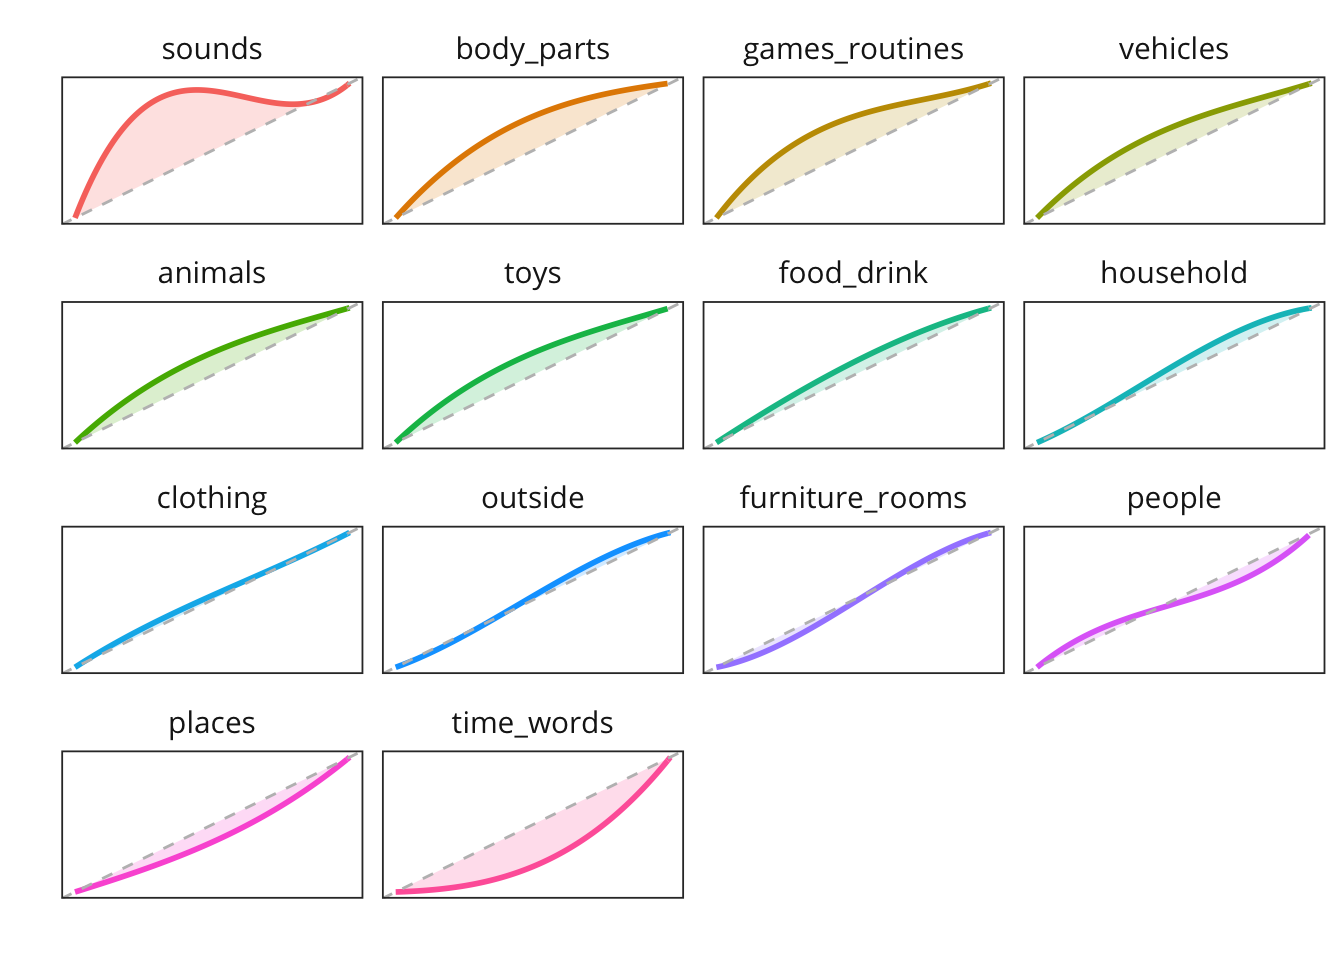 sounds
body_parts
games_routines
vehicles
animals
toys
food_drink
household
clothing
outside
furniture_rooms
people
places
time_words